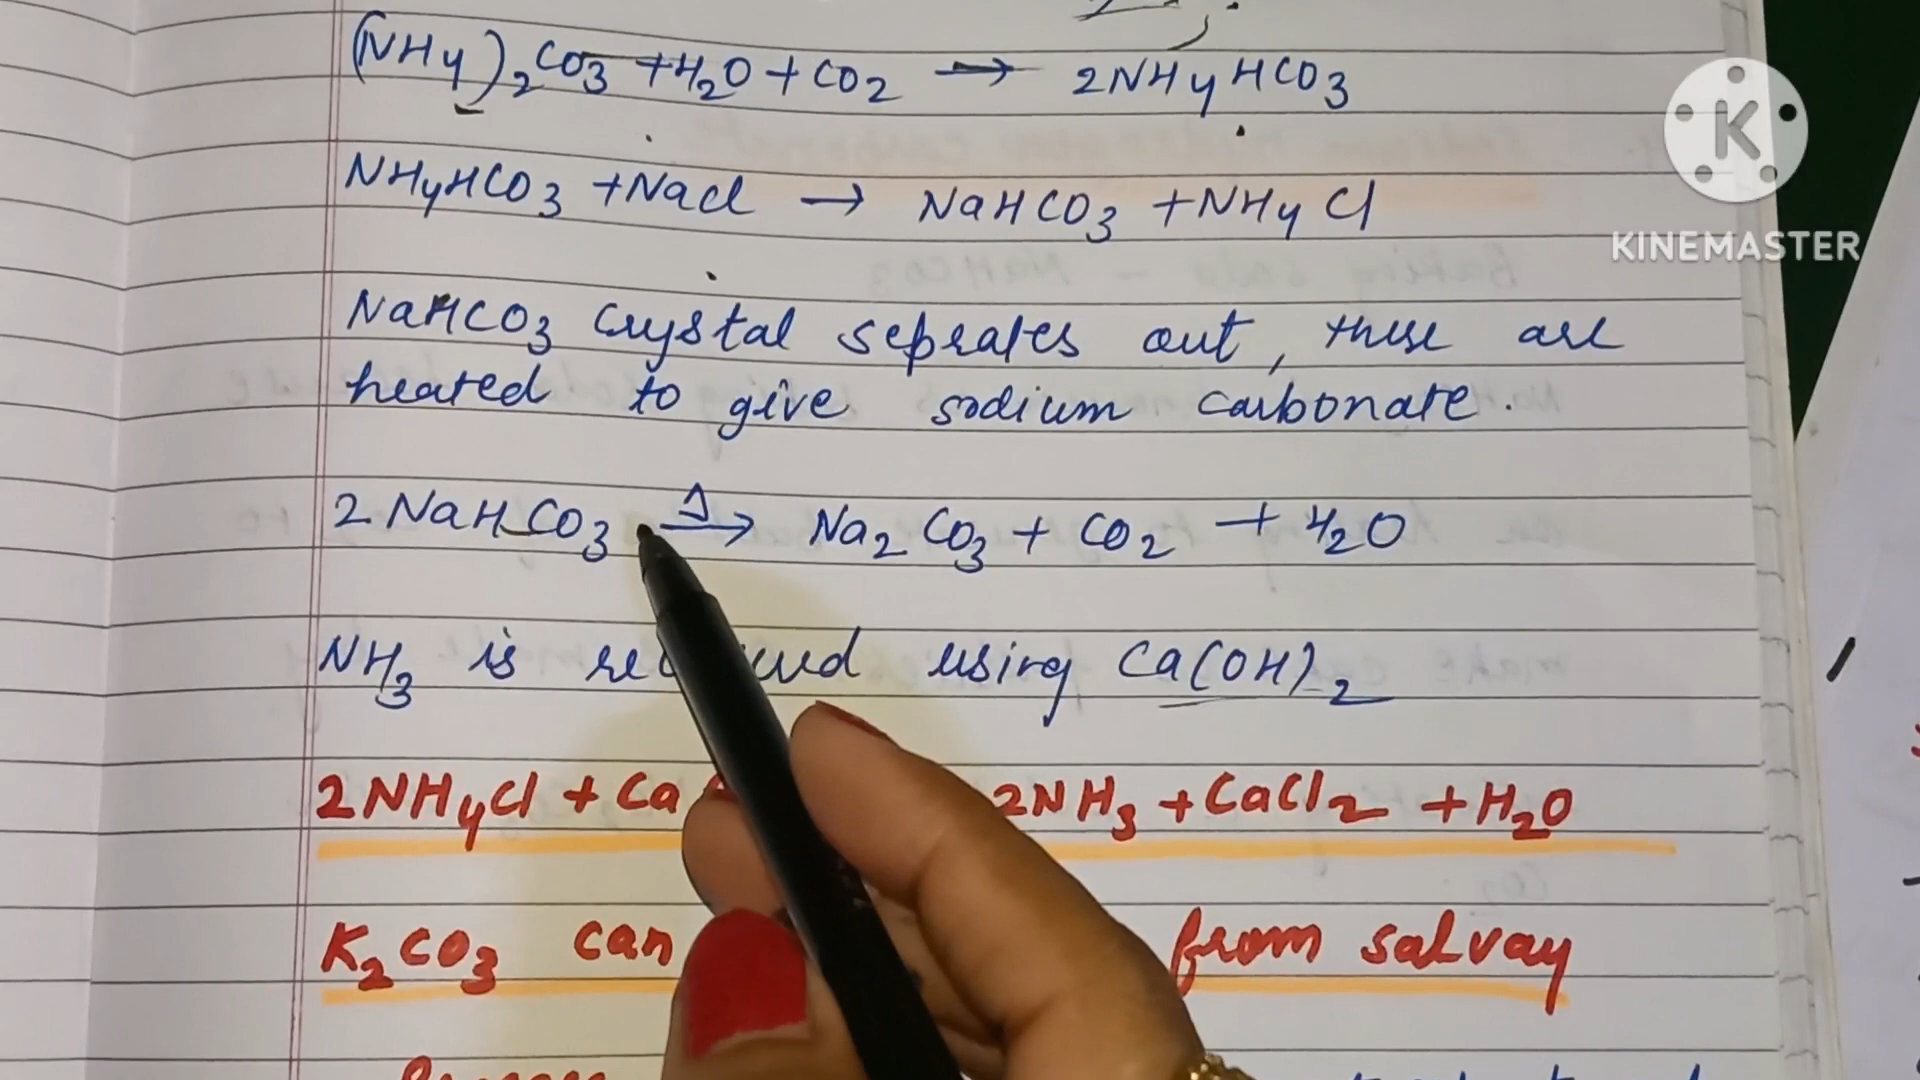 (NH4)2CO3 + H2O + CO2 → 2NH4HCO3
NH4HCO3 + NaCl → NaHCO3 + NH4Cl
NaHCO3 crystal seprates out, these are
heated to give sodium carbonate.
2NaHCO3 Δ→ Na2CO3 + CO2 + H2O
NH3 is using Ca(OH)2
2NH4Cl + Ca 2NH3 + CaCl2 + H2O
K2CO3 can from salvay
KINEMASTER